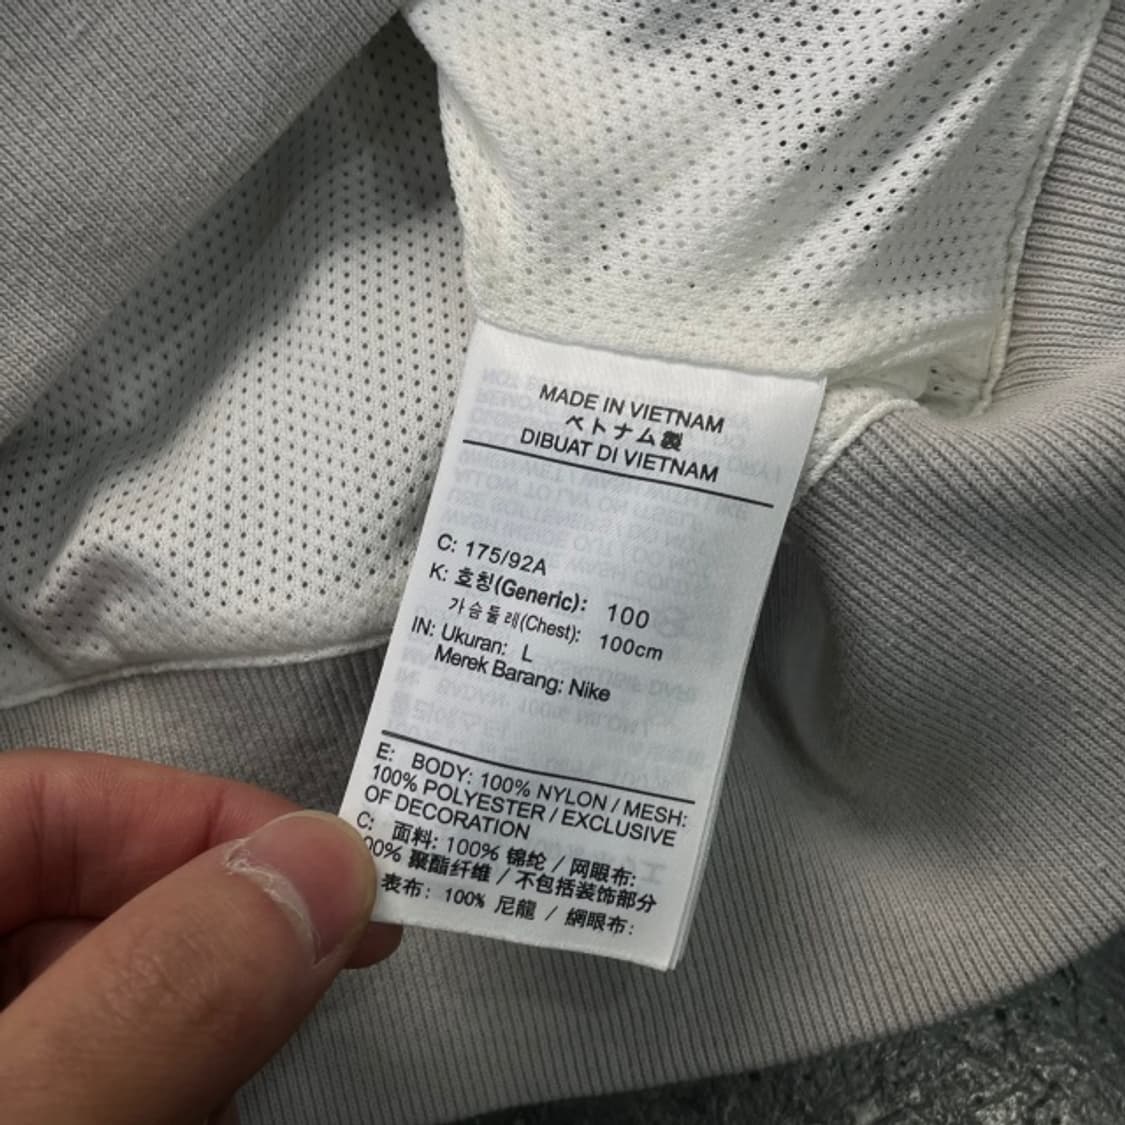 MADE IN VIETNAM
ベトナム製
DIBUAT DI VIETNAM
C: 175/92A
K: 호칭(Generic): 100
가슴둘레(Chest): 100cm
IN: Ukuran: L
Merek Barang: Nike
E: BODY: 100% NYLON / MESH:
100% POLYESTER / EXCLUSIVE
OF DECORATION
C: 面料: 100% 锦纶 / 网眼布:
00% 聚酯纤维 / 不包括装饰部分
表布: 100% 尼龍 / 網眼布: